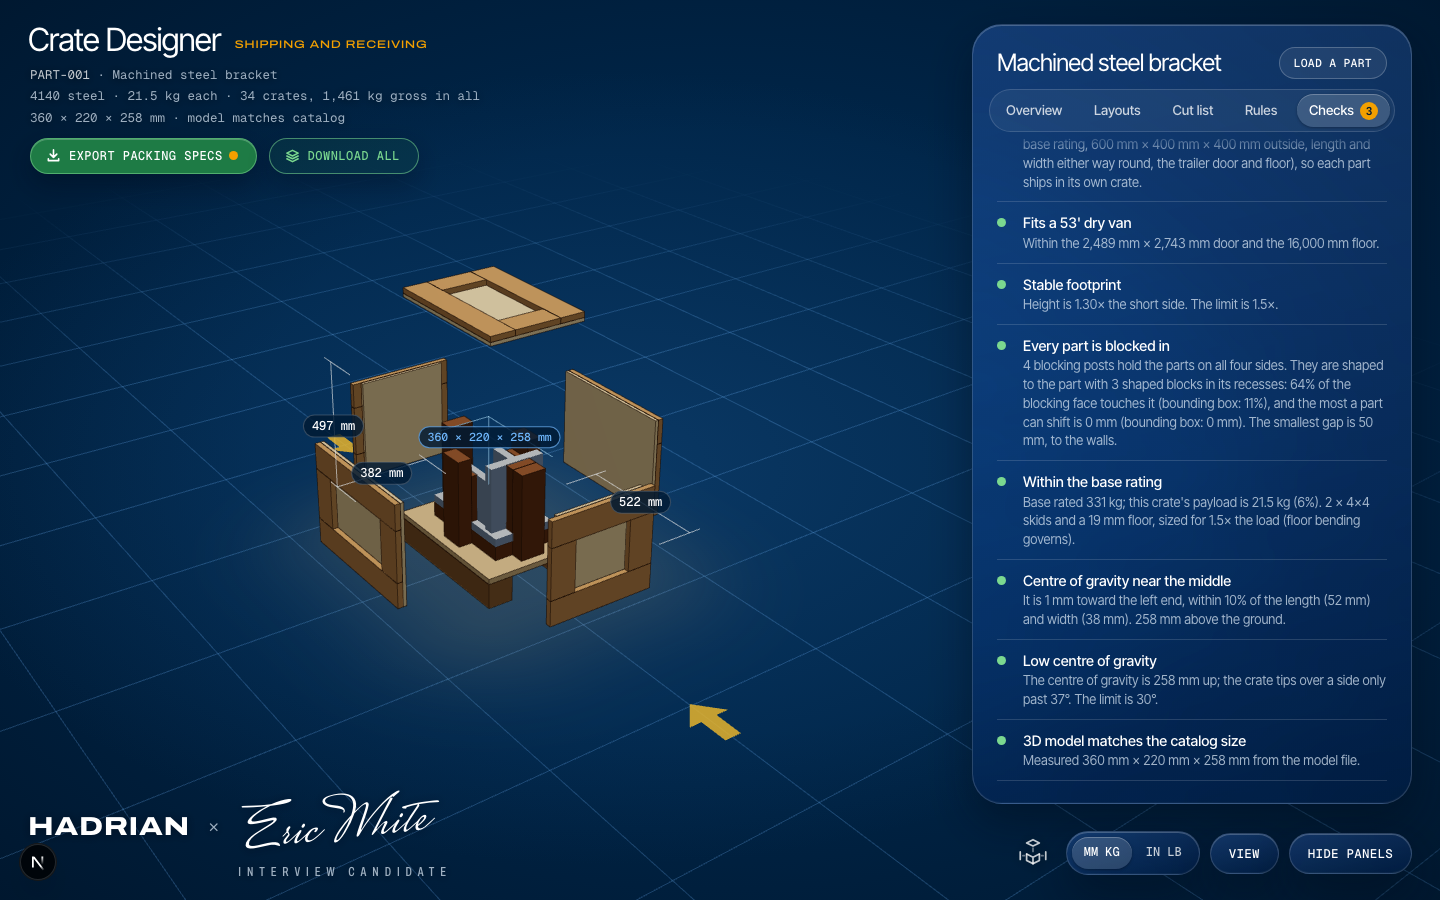 Crate Designer SHIPPING AND RECEIVING
PART-001 · Machined steel bracket
4140 steel · 21.5 kg each · 34 crates, 1,461 kg gross in all
360 × 220 × 258 mm · model matches catalog
EXPORT PACKING SPECS
DOWNLOAD ALL
497 mm
360 × 220 × 258 mm
382 mm
522 mm
Machined steel bracket
LOAD A PART
Overview
Layouts
Cut list
Rules
Checks 3
base rating, 600 mm × 400 mm × 400 mm outside, length and
width either way round, the trailer door and floor), so each part
ships in its own crate.
Fits a 53' dry van
Within the 2,489 mm × 2,743 mm door and the 16,000 mm floor.
Stable footprint
Height is 1.30× the short side. The limit is 1.5×.
Every part is blocked in
4 blocking posts hold the parts on all four sides. They are shaped
to the part with 3 shaped blocks in its recesses: 64% of the
blocking face touches it (bounding box: 11%), and the most a part
can shift is 0 mm (bounding box: 0 mm). The smallest gap is 50
mm, to the walls.
Within the base rating
Base rated 331 kg; this crate's payload is 21.5 kg (6%). 2 × 4×4
skids and a 19 mm floor, sized for 1.5× the load (floor bending
governs).
Centre of gravity near the middle
It is 1 mm toward the left end, within 10% of the length (52 mm)
and width (38 mm). 258 mm above the ground.
Low centre of gravity
The centre of gravity is 258 mm up; the crate tips over a side only
past 37°. The limit is 30°.
3D model matches the catalog size
Measured 360 mm × 220 mm × 258 mm from the model file.
HADRIAN × Eric White
INTERVIEW CANDIDATE
N
MM KG
IN LB
VIEW
HIDE PANELS